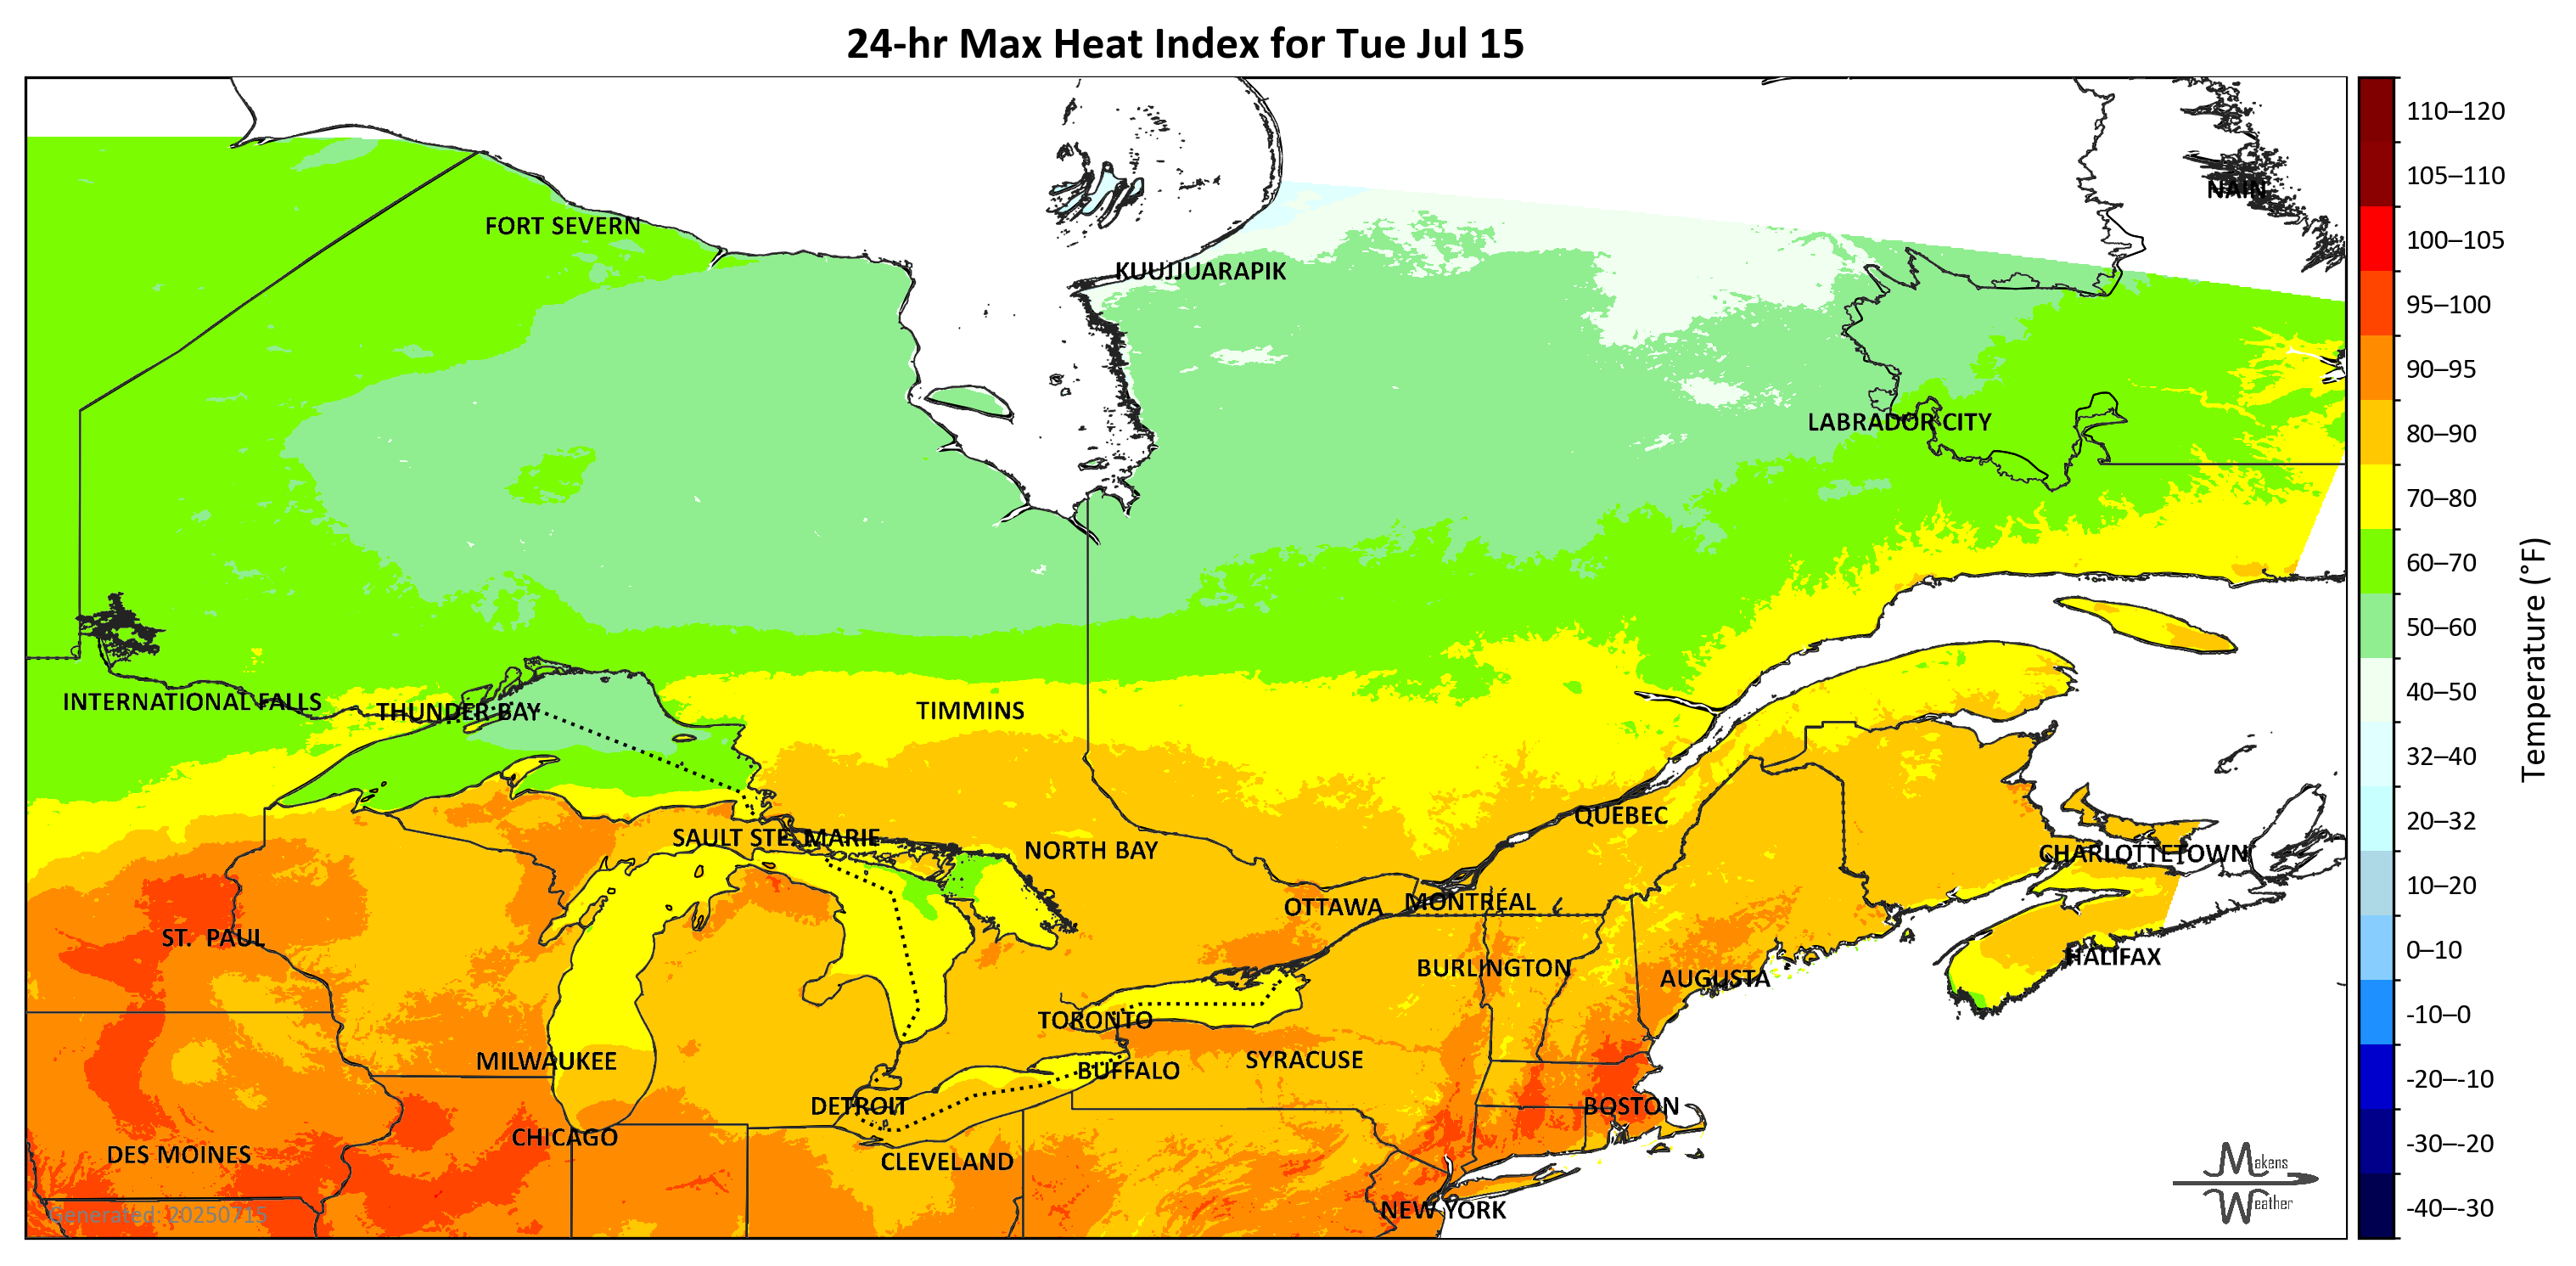 24-hr Max Heat Index for Tue Jul 15
110–120
105–110
NAIN
FORT SEVERN
100–105
KUUJJUARAPIK
95–100
90–95
LABRADOR CITY
80–90
70–80
60–70
50–60
Temperature (°F)
40–50
INTERNATIONAL FALLS
THUNDER BAY
TIMMINS
32–40
QUÉBEC
20–32
SAULT STE. MARIE
NORTH BAY
CHARLOTTETOWN
10–20
OTTAWA
MONTRÉAL
ST. PAUL
0–10
HALIFAX
BURLINGTON
AUGUSTA
-10–0
TORONTO
MILWAUKEE
SYRACUSE
BUFFALO
-20–-10
DETROIT
BOSTON
CHICAGO
-30–-20
DES MOINES
CLEVELAND
Makens
Weather
NEW YORK
-40–-30
Generated: 20250715